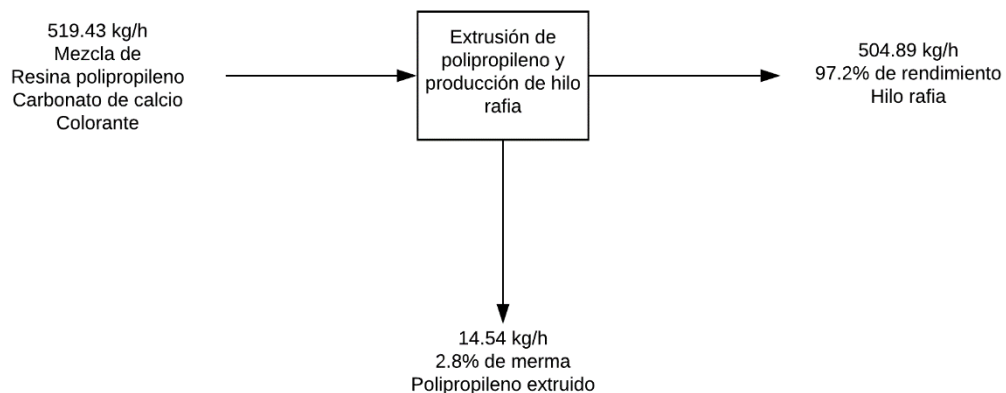 519.43 kg/h
Mezcla de
Resina polipropileno
Carbonato de calcio
Colorante
Extrusión de
polipropileno y
producción de hilo
rafia
504.89 kg/h
97.2% de rendimiento
Hilo rafia
14.54 kg/h
2.8% de merma
Polipropileno extruido